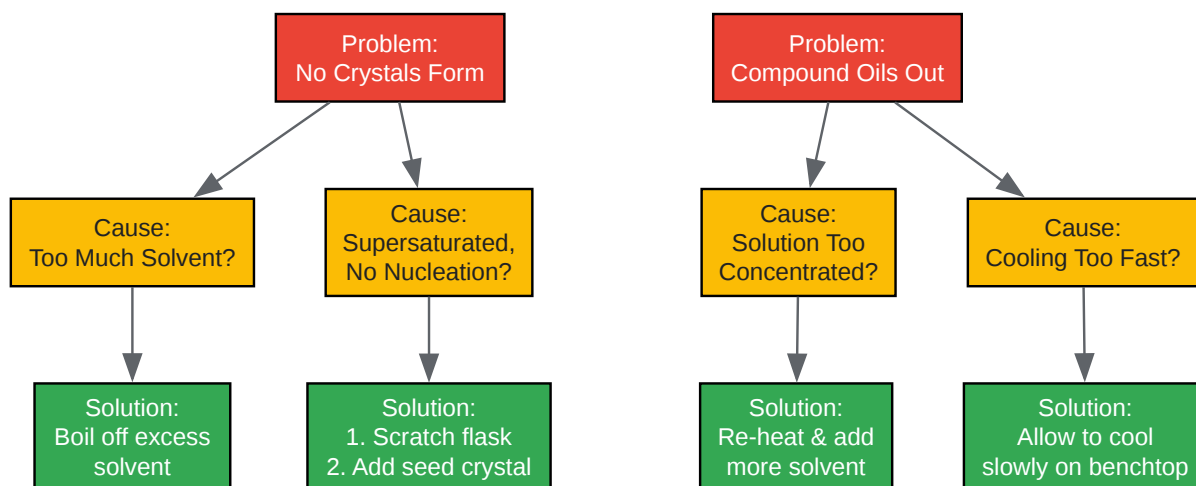 Problem:
No Crystals Form
Problem:
Compound Oils Out
Cause:
Too Much Solvent?
Cause:
Supersaturated,
No Nucleation?
Cause:
Solution Too
Concentrated?
Cause:
Cooling Too Fast?
Solution:
Boil off excess
solvent
Solution:
1. Scratch flask
2. Add seed crystal
Solution:
Re-heat & add
more solvent
Solution:
Allow to cool
slowly on benchtop